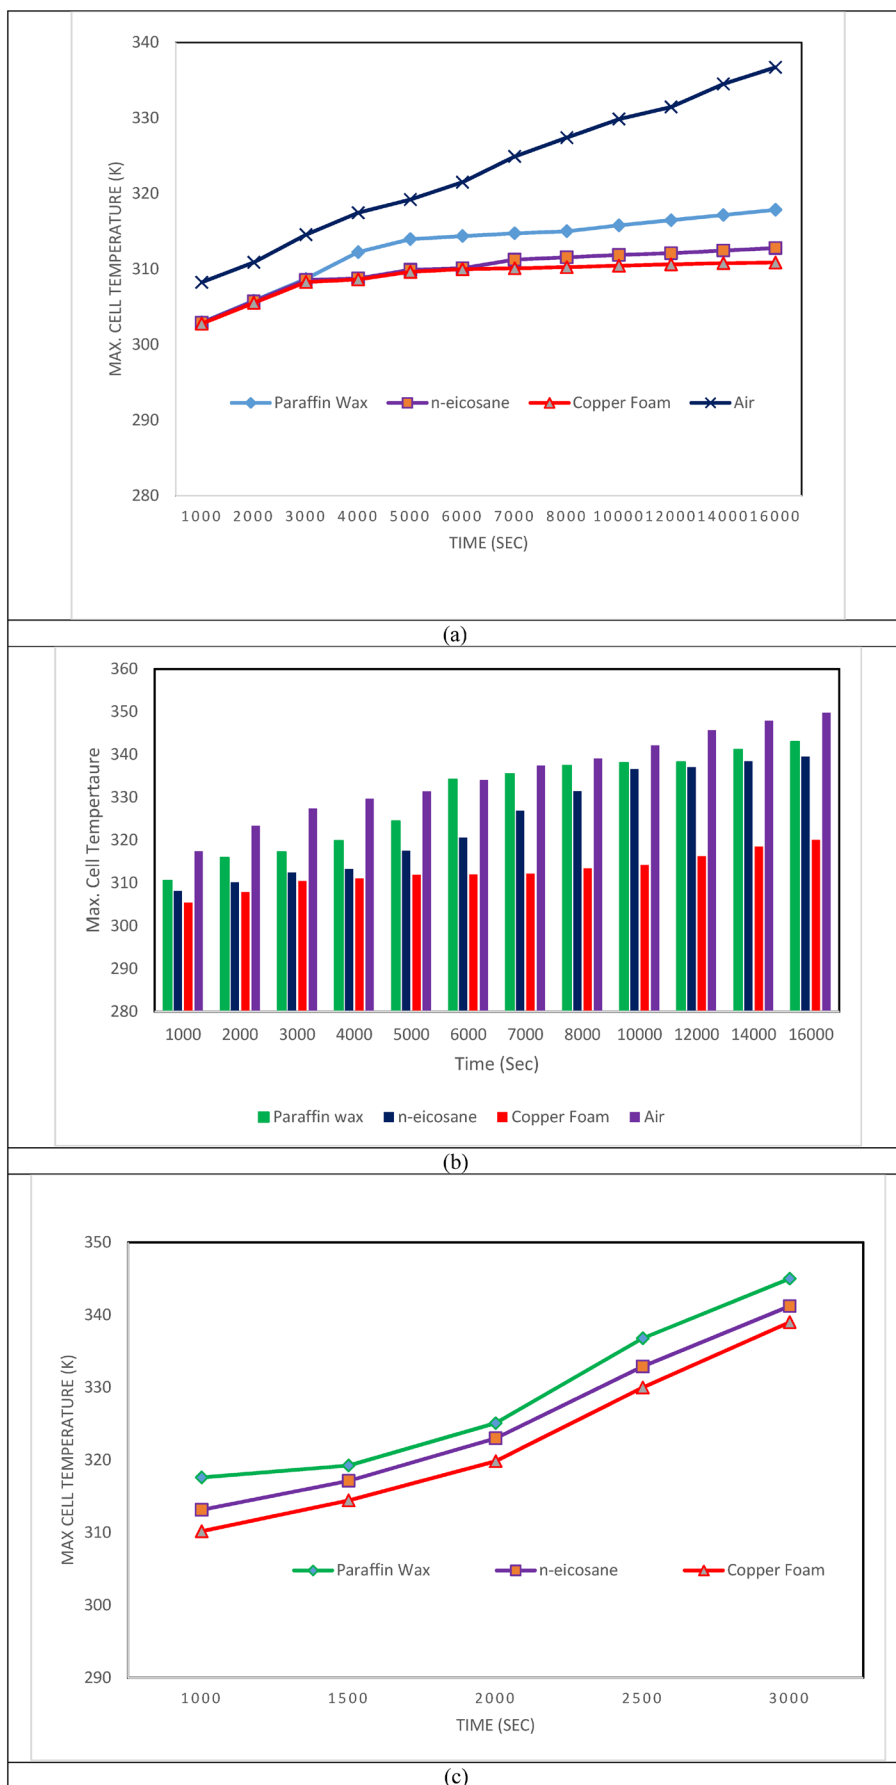 340
330
320
310
300
290
280
MAX. CELL TEMPERATURE (K)
Paraffin Wax n-eicosane Copper Foam Air
1000 2000 3000 4000 5000 6000 7000 8000 10000 12000 14000 16000
TIME (SEC)
(a)
360
350
340
330
320
310
300
290
280
Max. Cell Tempertaure
1000 2000 3000 4000 5000 6000 7000 8000 10000 12000 14000 16000
Time (Sec)
Paraffin wax n-eicosane Copper Foam Air
(b)
350
340
330
320
310
300
290
MAX CELL TEMPERATURE (K)
Paraffin Wax n-eicosane Copper Foam
1000 1500 2000 2500 3000
TIME (SEC)
(c)